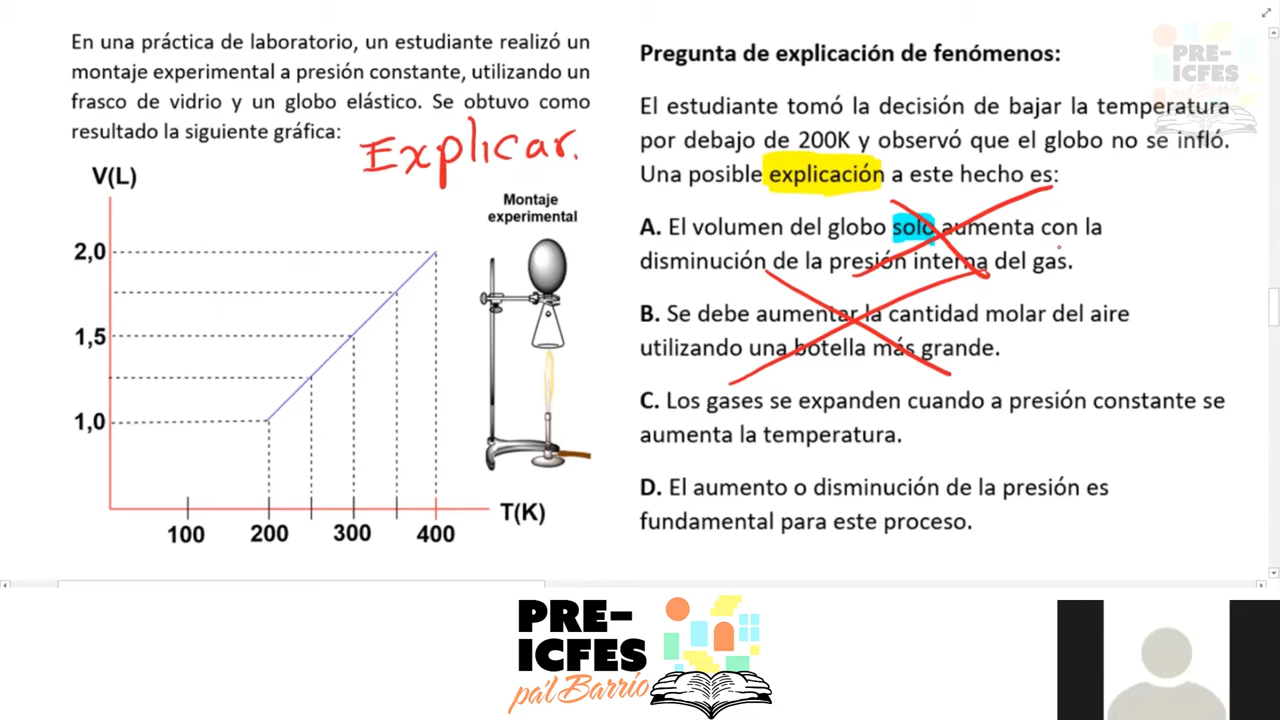 En una práctica de laboratorio, un estudiante realizó un
montaje experimental a presión constante, utilizando un
frasco de vidrio y un globo elástico. Se obtuvo como
resultado la siguiente gráfica:
Explicar.
V(L)
2,0
1,5
1,0
100 200 300 400
T(K)
Montaje
experimental
Pregunta de explicación de fenómenos:
El estudiante tomó la decisión de bajar la temperatura
por debajo de 200K y observó que el globo no se infló.
Una posible explicación a este hecho es:
A. El volumen del globo solo aumenta con la
disminución de la presión interna del gas.
B. Se debe aumentar la cantidad molar del aire
utilizando una botella más grande.
C. Los gases se expanden cuando a presión constante se
aumenta la temperatura.
D. El aumento o disminución de la presión es
fundamental para este proceso.
PRE-
ICFES
pa'l Barrio
PRE-
ICFES
pa'l Barrio